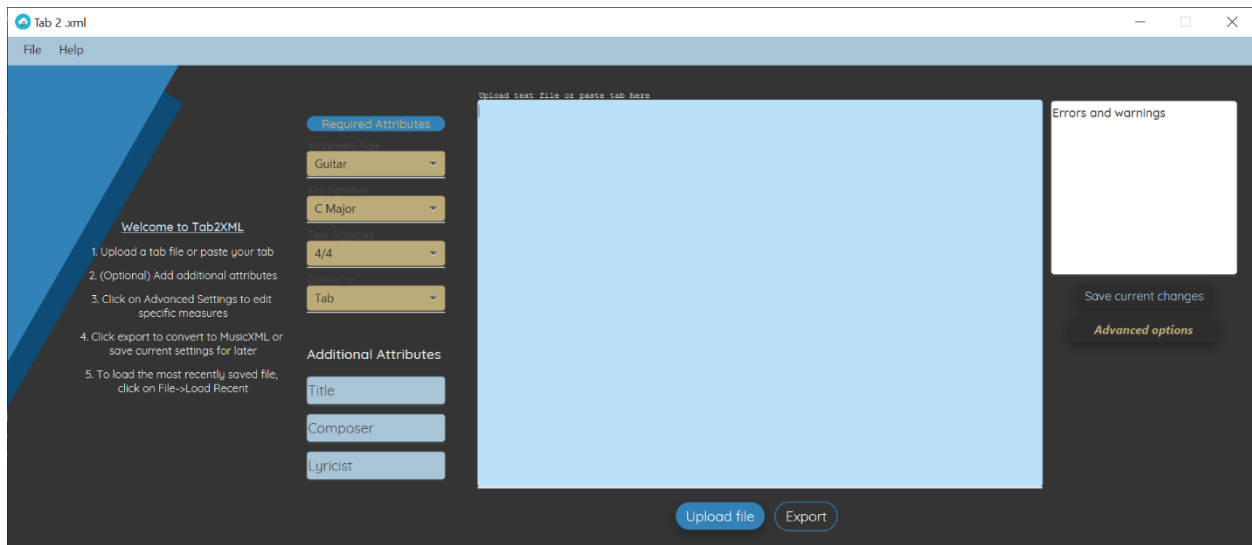 Tab 2 .xml
File Help
Welcome to Tab2XML
1. Upload a tab file or paste your tab
2. (Optional) Add additional attributes
3. Click on Advanced Settings to edit
specific measures
4. Click export to convert to MusicXML or
save current settings for later
5. To load the most recently saved file,
click on File->Load Recent
Required Attributes
Instrument Type
Guitar
Key Signature
C Major
Time Signature
4/4
Convert to
Tab
Additional Attributes
Title
Composer
Lyricist
Upload text file or paste tab here
Upload file
Export
Errors and warnings
Save current changes
Advanced options